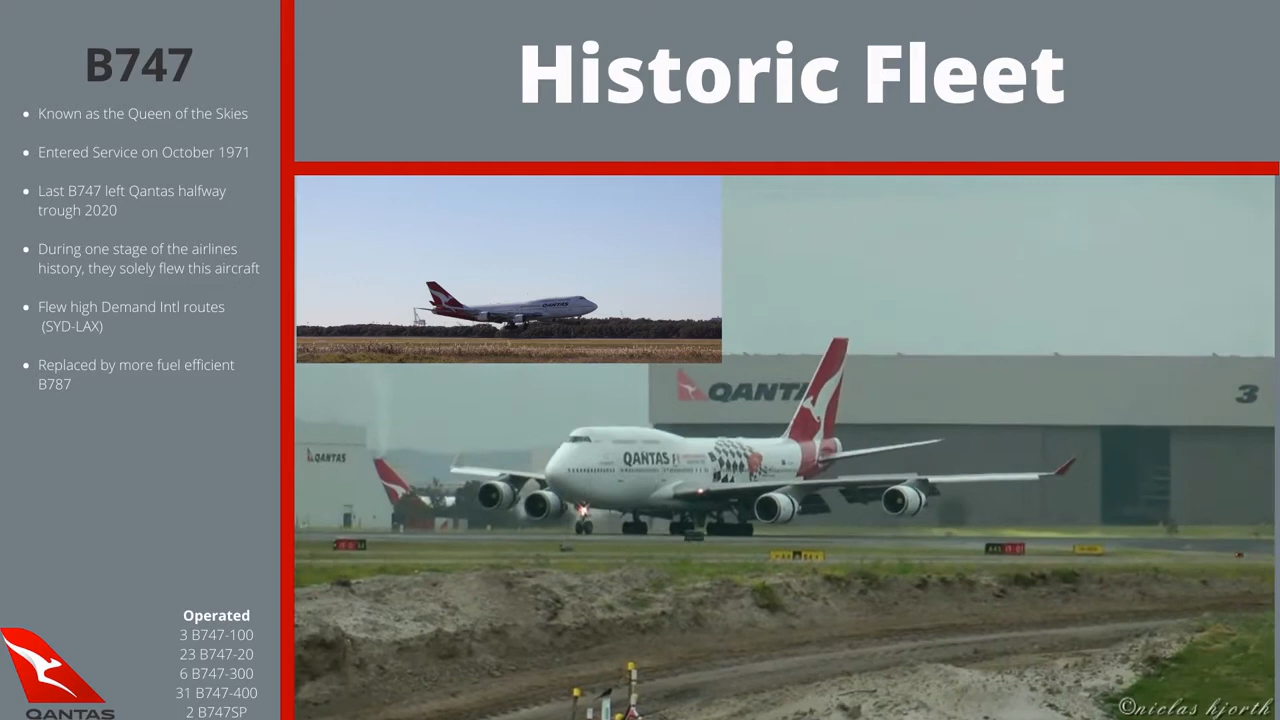 B747
Known as the Queen of the Skies
Entered Service on October 1971
Last B747 left Qantas halfway
trough 2020
During one stage of the airlines
history, they solely flew this aircraft
Flew high Demand Intl routes
(SYD-LAX)
Replaced by more fuel efficient
B787
Operated
3 B747-100
23 B747-20
6 B747-300
31 B747-400
2 B747SP
QANTAS
Historic Fleet
QANTAS
QANTA
3
QANTAS
QANTAS
©niclas hjorth